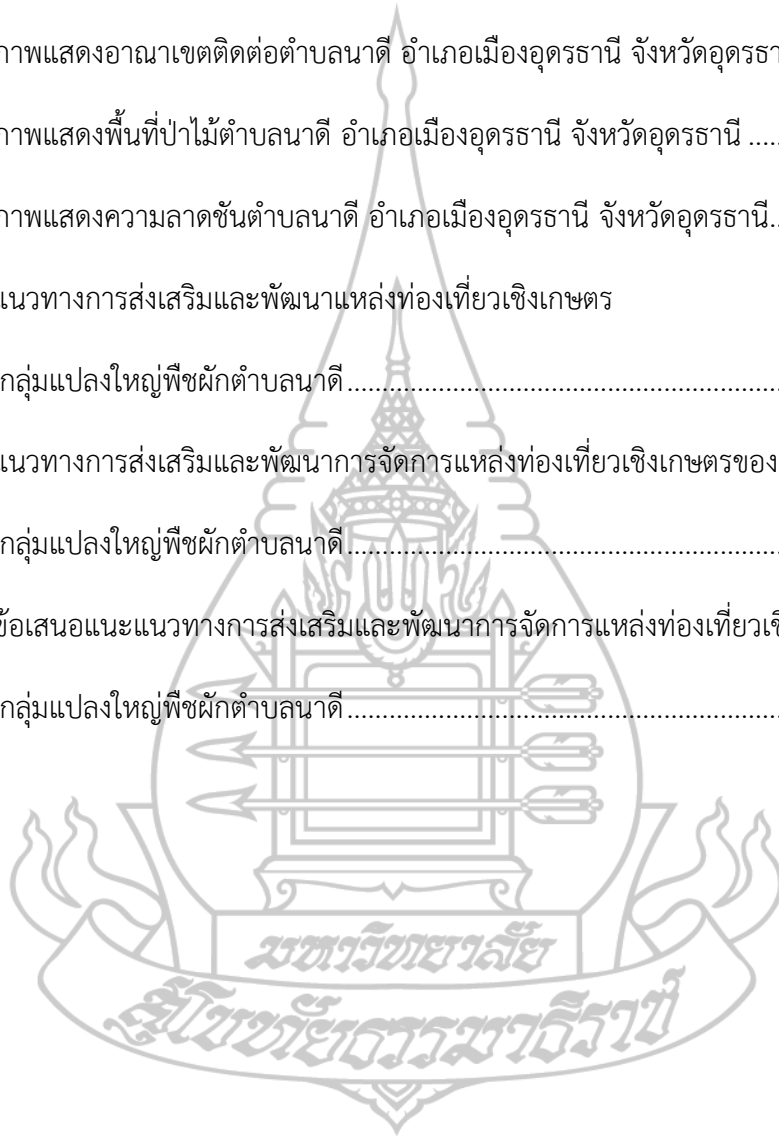 ภาพแสดงอาณาเขตติดต่อตำบลนาดี อำเภอเมืองอุดรธานี จังหวัดอุดรธา
ภาพแสดงพื้นที่ป่าไม้ตำบลนาดี อำเภอเมืองอุดรธานี จังหวัดอุดรธานี .....
ภาพแสดงความลาดชันตำบลนาดี อำเภอเมืองอุดรธานี จังหวัดอุดรธานี..
แนวทางการส่งเสริมและพัฒนาแหล่งท่องเที่ยวเชิงเกษตร
กลุ่มแปลงใหญ่พืชผักตำบลนาดี..............................................................
แนวทางการส่งเสริมและพัฒนาการจัดการแหล่งท่องเที่ยวเชิงเกษตรของ
กลุ่มแปลงใหญ่พืชผักตำบลนาดี..............................................................
ข้อเสนอแนะแนวทางการส่งเสริมและพัฒนาการจัดการแหล่งท่องเที่ยวเชิ
กลุ่มแปลงใหญ่พืชผักตำบลนาดี..............................................................
มหาวิทยาลัย
สุโขทัยธรรมาธิราช